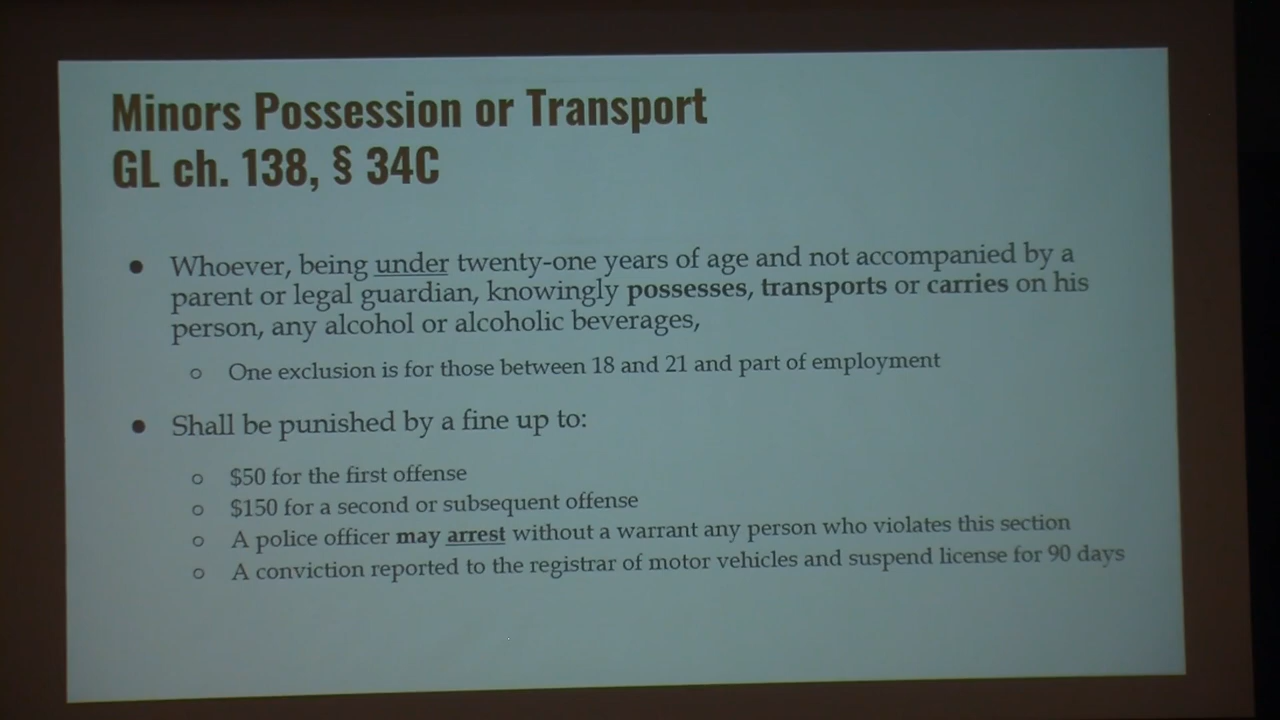 Minors Possession or Transport
GL ch. 138, § 34C
● Whoever, being under twenty-one years of age and not accompanied by a
parent or legal guardian, knowingly possesses, transports or carries on his
person, any alcohol or alcoholic beverages,
○ One exclusion is for those between 18 and 21 and part of employment
● Shall be punished by a fine up to:
○ $50 for the first offense
○ $150 for a second or subsequent offense
○ A police officer may arrest without a warrant any person who violates this section
○ A conviction reported to the registrar of motor vehicles and suspend license for 90 days